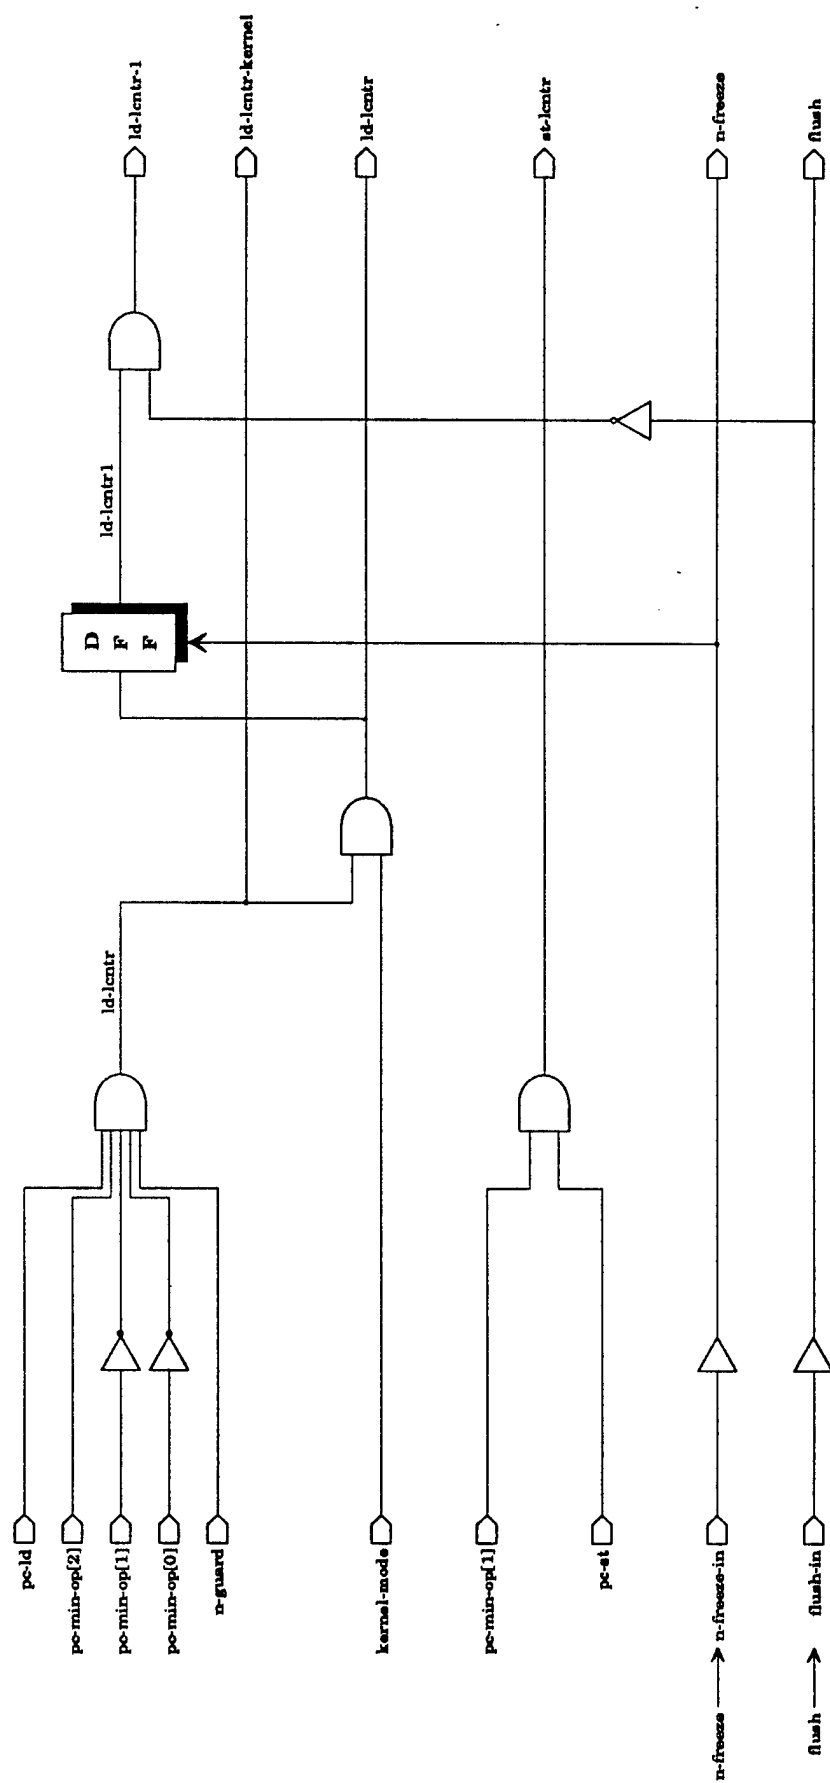 pc-ld
pc-min-op[2]
pc-min-op[1]
pc-min-op[0]
n-guard
kernel-mode
pc-min-op[1]
pc-st
n-freeze
n-freeze-in
flush
flush-in
ld-lcntr
D
F
F
ld-lcntr1
ld-lcntr-1
ld-lcntr-kernel
ld-lcntr
st-lcntr
n-freeze
flush